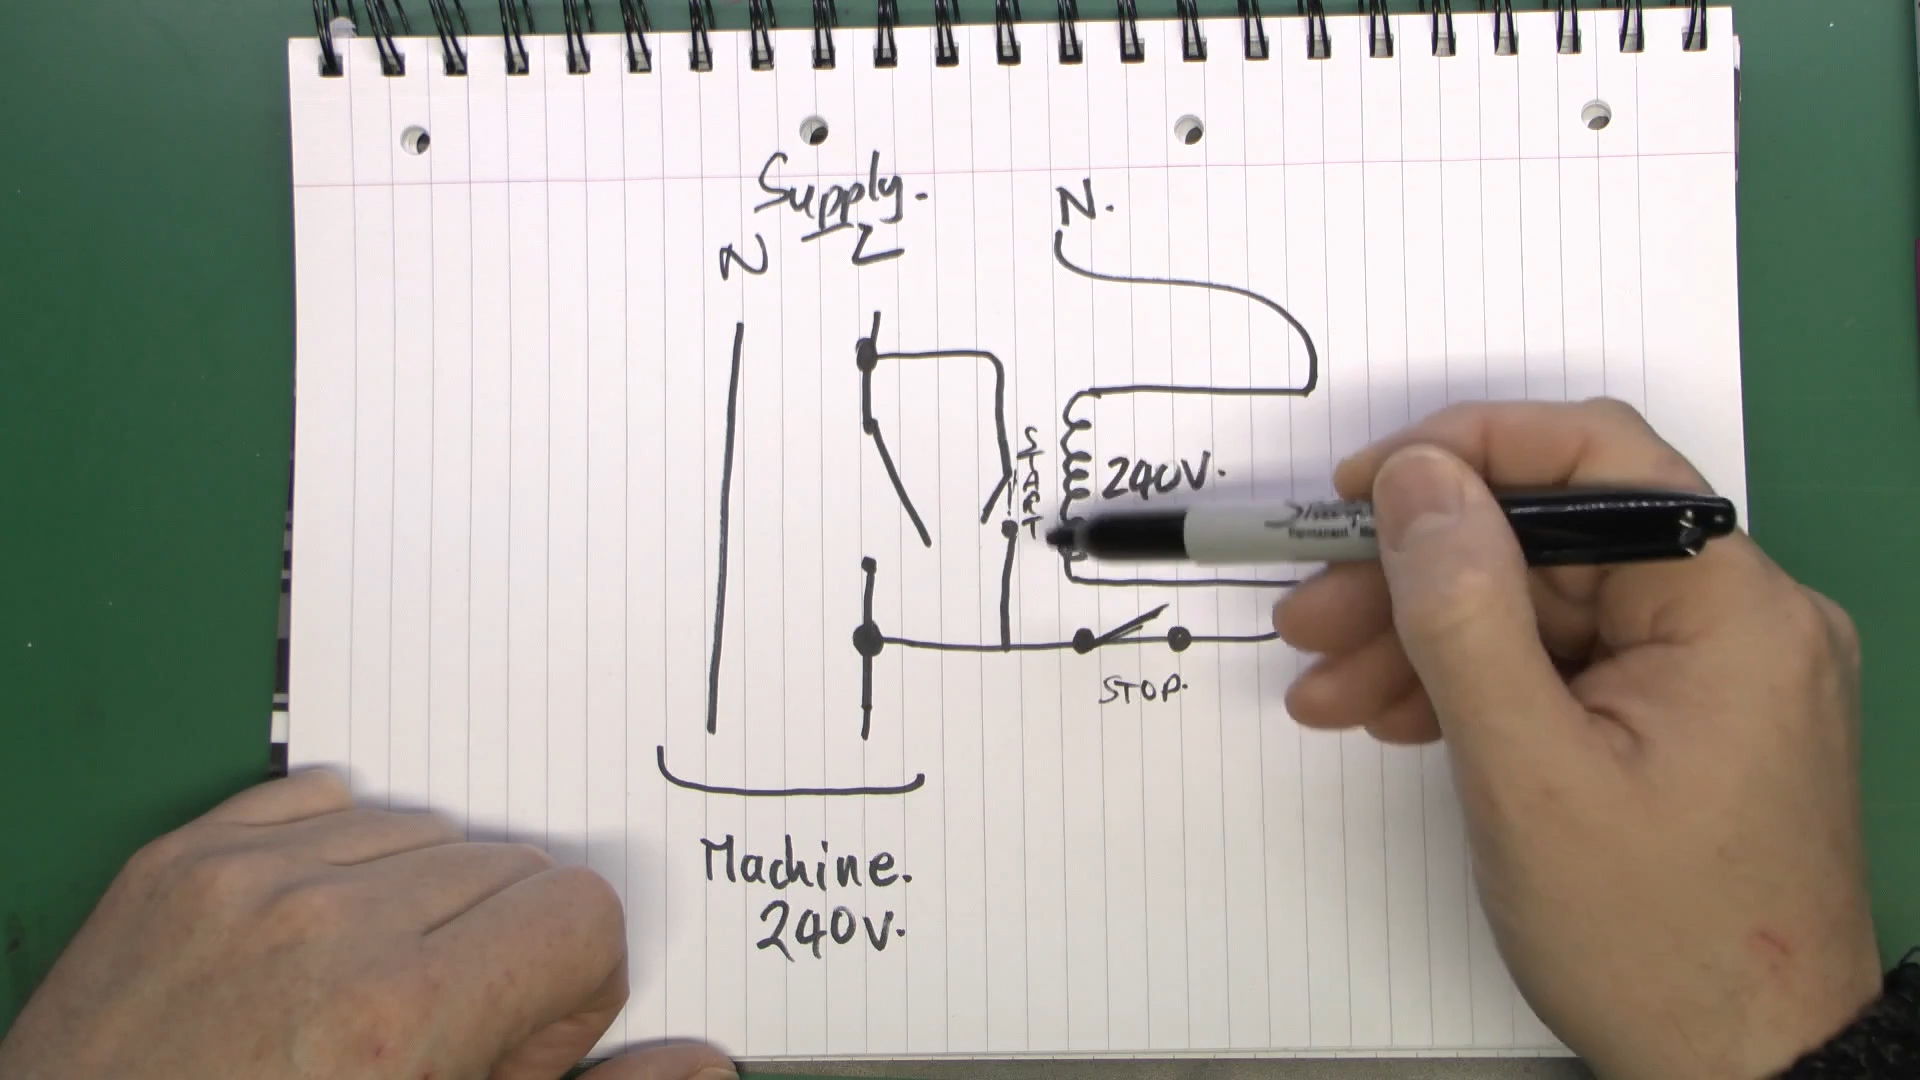 Supply.
N L
N.
START
240V.
STOP.
Machine.
240V.